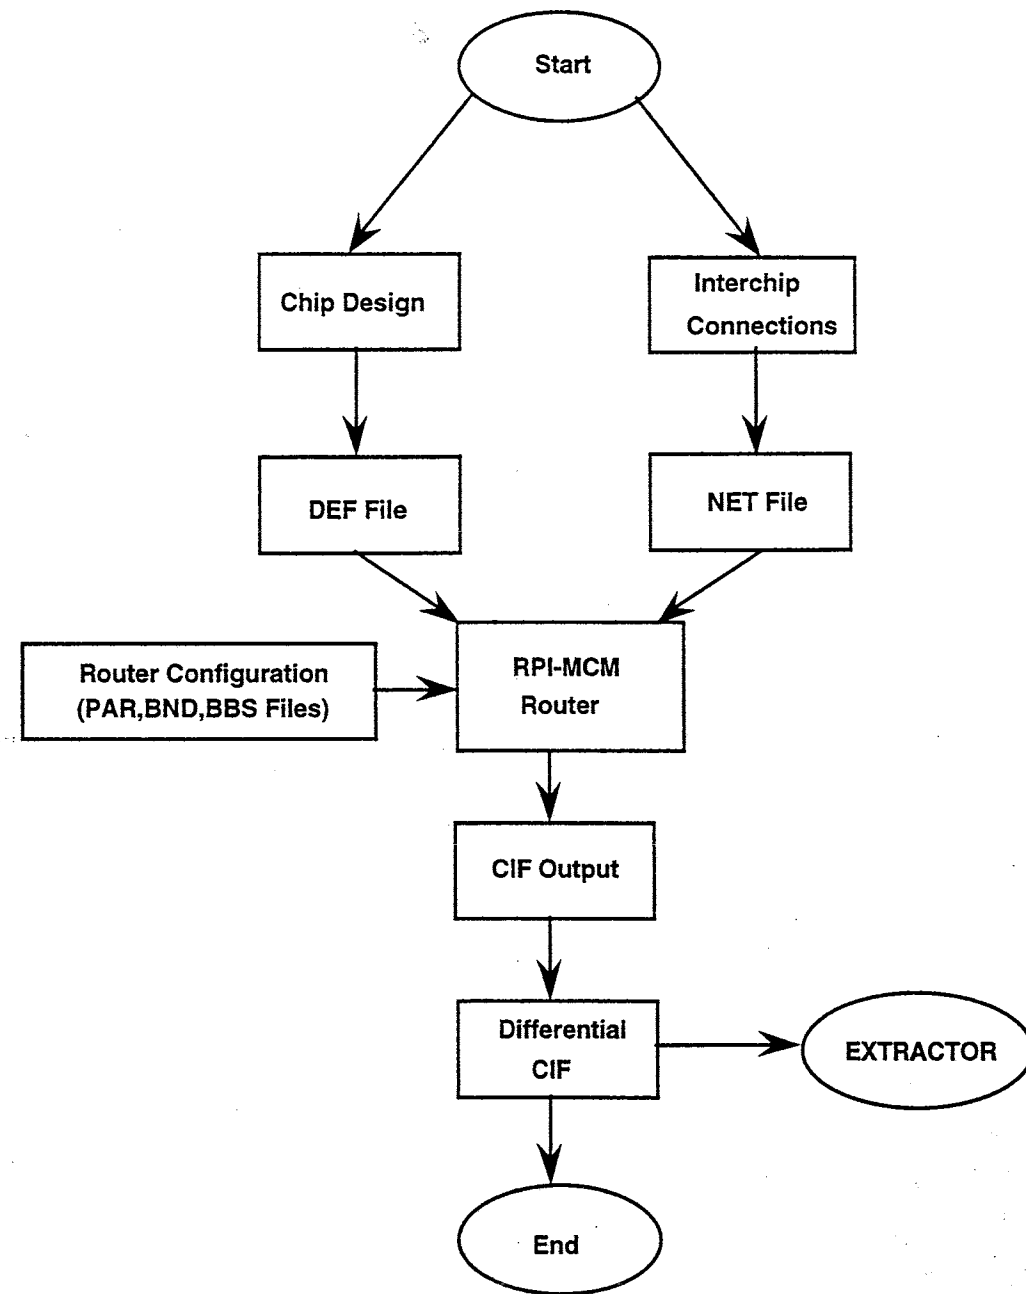 Start
Chip Design
Interchip
Connections
DEF File
NET File
Router Configuration
(PAR,BND,BBS Files)
RPI-MCM
Router
CIF Output
Differential
CIF
EXTRACTOR
End